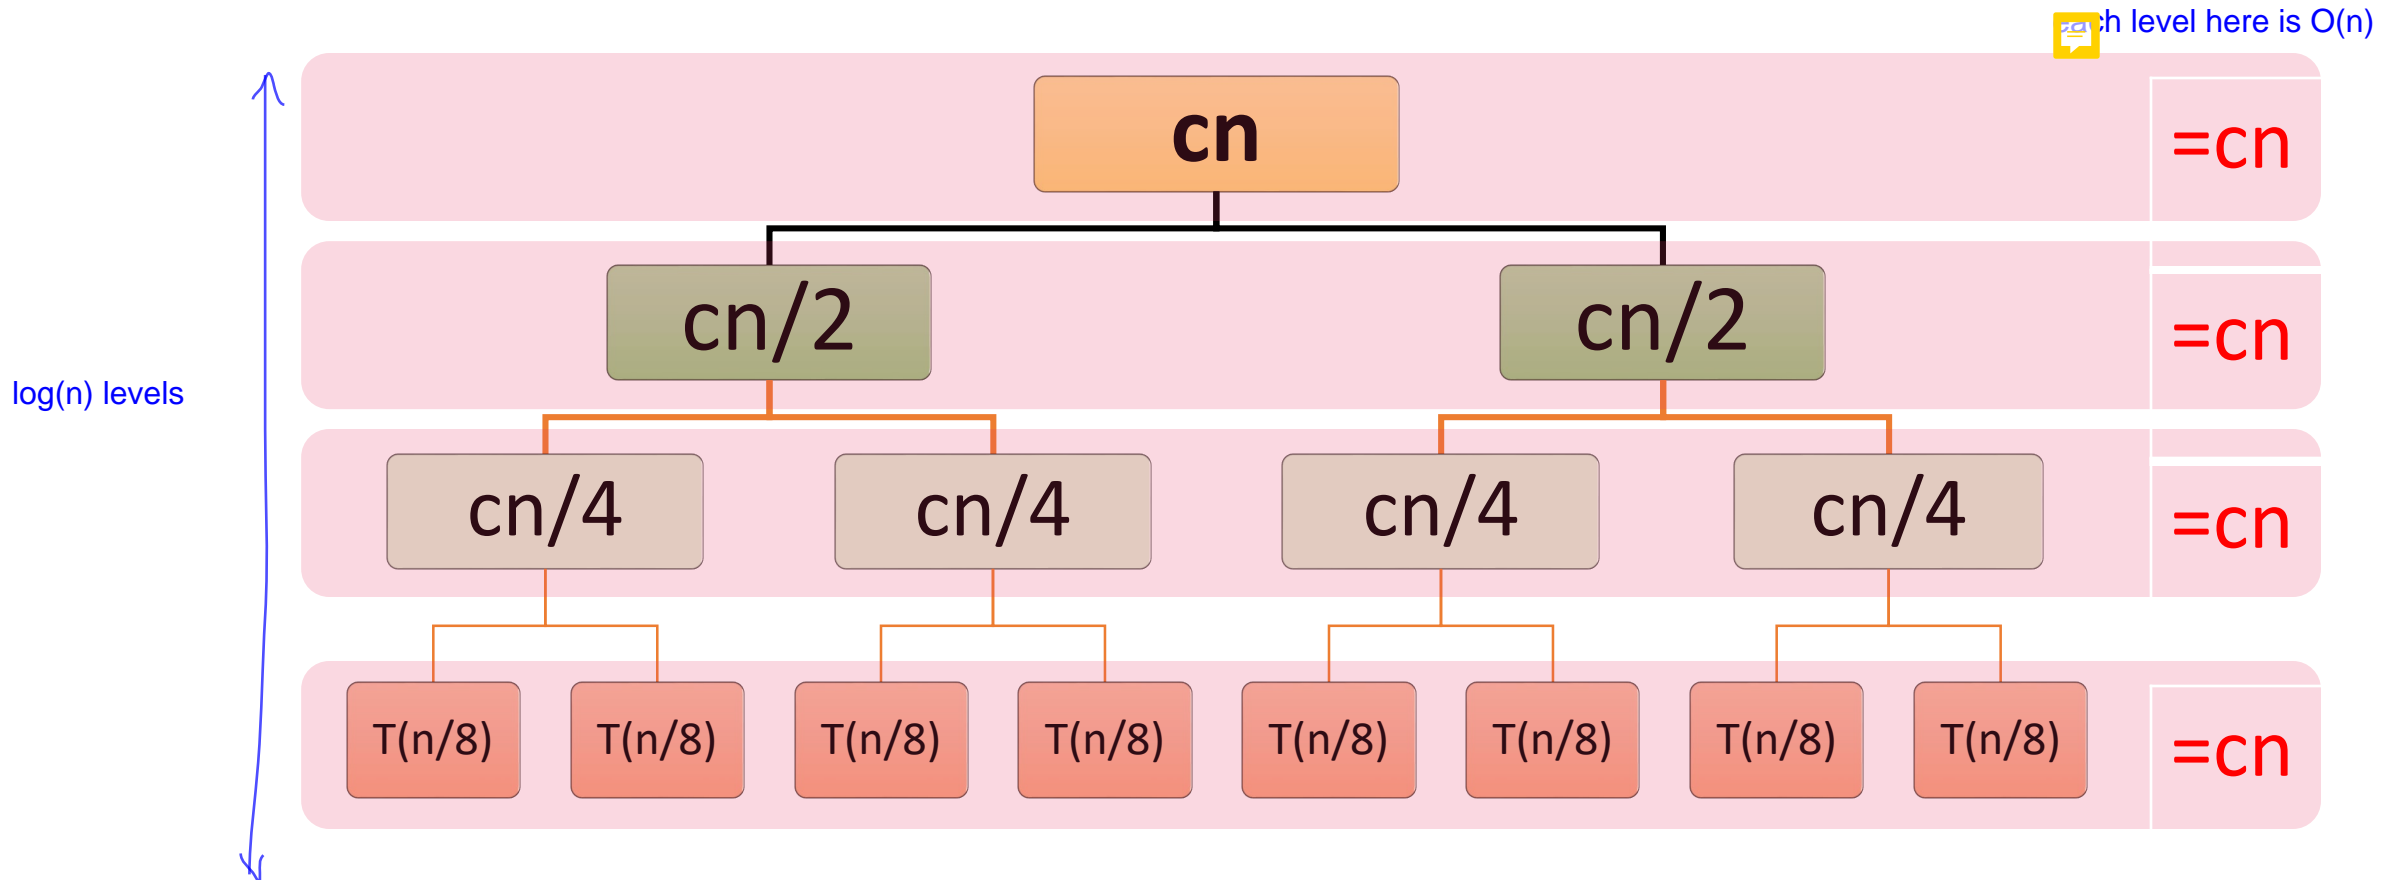 each level here is O(n)
cn =cn
cn/2 cn/2 =cn
log(n) levels
cn/4 cn/4 cn/4 cn/4 =cn
T(n/8) T(n/8) T(n/8) T(n/8) T(n/8) T(n/8) T(n/8) T(n/8) =cn